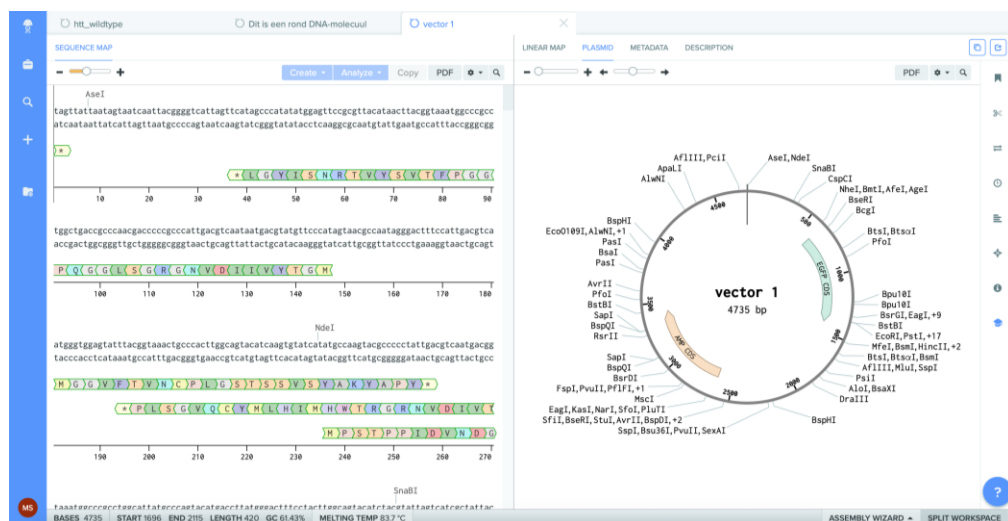 htt_wildtype
Dit is een rond DNA-molecuul
vector 1
SEQUENCE MAP
LINEAR MAP
PLASMID
METADATA
DESCRIPTION
Create
Analyze
Copy
PDF
PDF
AseI
tagttattaatagtaatcaattacggggtcattagttcatagcccatatatggagttccgcgttacataacttacggtaaatggcccgcc
atcaataattatcattagttaatgccccagtaatcaagtatcgggtatatacctcaaggcgcaatgtattgaatgccatttaccgggcgg
*
* L G Y I S N R T V Y S V T F P G G
10 20 30 40 50 60 70 80 90
tggctgaccgcccaacgacccccgcccattgacgtcaataatgacgtatgttcccatagtaacgccaatagggactttccattgacgtca
accgactggcgggttgctgggggcgggtaactgcagttattactgcatacaagggtatcattgcggttatccctgaaaggtaactgcagt
P Q G G L S G R G N V D I I V Y T G M
100 110 120 130 140 150 160 170 180
NdeI
atgggtggagtatttacggtaaactgcccacttggcagtacatcaagtgtatcatatgccaagtacgccccctattgacgtcaatgacgg
tacccacctcataaatgccatttgacgggtgaaccgtcatgtagttcacatagtatacggttcatgcgggggataactgcagttactgcc
M G G V F T V N C P L G S T S S V S Y A K Y A P Y *
* P L S G V Q C Y M L H I M H W T R G R N V D I V T
M P S T P P I D V N D G
190 200 210 220 230 240 250 260 270
SnaBI
taaatggcccgcctggcattatgcccagtacatgaccttatgggactttcctacttggcagtacatctacgtattagtcatcgctattac
AflIII,PciI
ApaLI
AlwNI
BspHI
EcoO109I,AlwNI,+1
PasI
BsaI
PasI
AvrII
PfoI
BstBI
SapI
BspQI
RsrII
SapI
BspQI
BsrDI
FspI,PvuII,PflFI,+1
MscI
EagI,KasI,NarI,SfoI,PluTI
SfiI,BseRI,StuI,AvrII,BspDI,+2
SspI,Bsu36I,PvuII,SexAI
AseI,NdeI
SnaBI
CspCI
NheI,BmtI,AfeI,AgeI
BseRI
BcgI
BtsI,BtsαI
PfoI
Bpu10I
Bpu10I
BsrGI,EagI,+9
BstBI
EcoRI,PstI,+17
MfeI,BsmI,HincII,+2
BtsI,BtsαI,BsmI
AflIII,MluI,SspI
PsiI
AloI,BsaXI
DraIII
BspHI
500
1000
1500
2000
2500
3000
3500
4000
4500
EGFP CDS
AMP CDS
vector 1
4735 bp
MS
BASES 4735 START 1696 END 2115 LENGTH 420 GC 61.43% MELTING TEMP 83.7 °C
ASSEMBLY WIZARD
SPLIT WORKSPACE
?